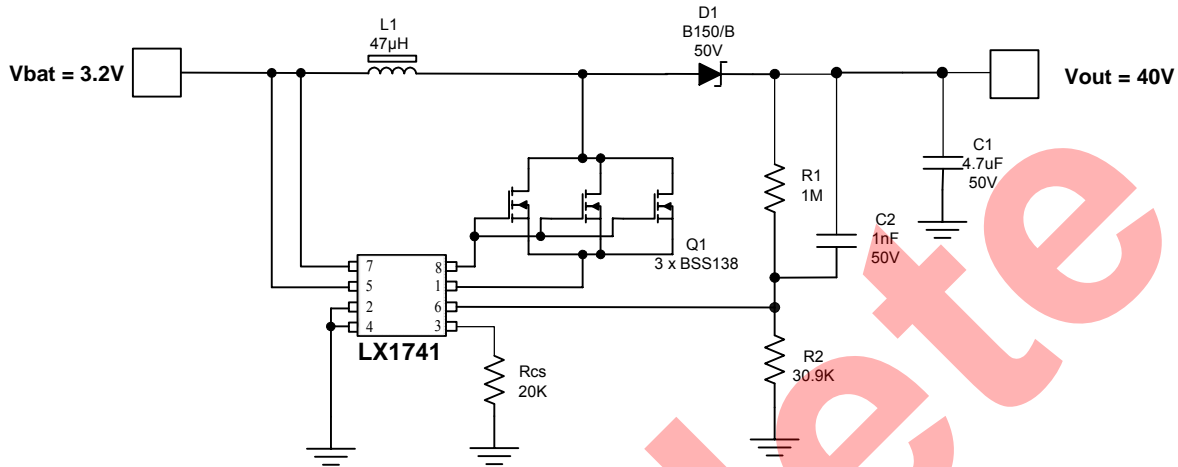 L1
47µH
D1
B150/B
50V
Vbat = 3.2V
Vout = 40V
C1
4.7uF
50V
R1
1M
C2
1nF
50V
Q1
3 x BSS138
7
8
5
1
2
6
4
3
LX1741
Rcs
20K
R2
30.9K
lete